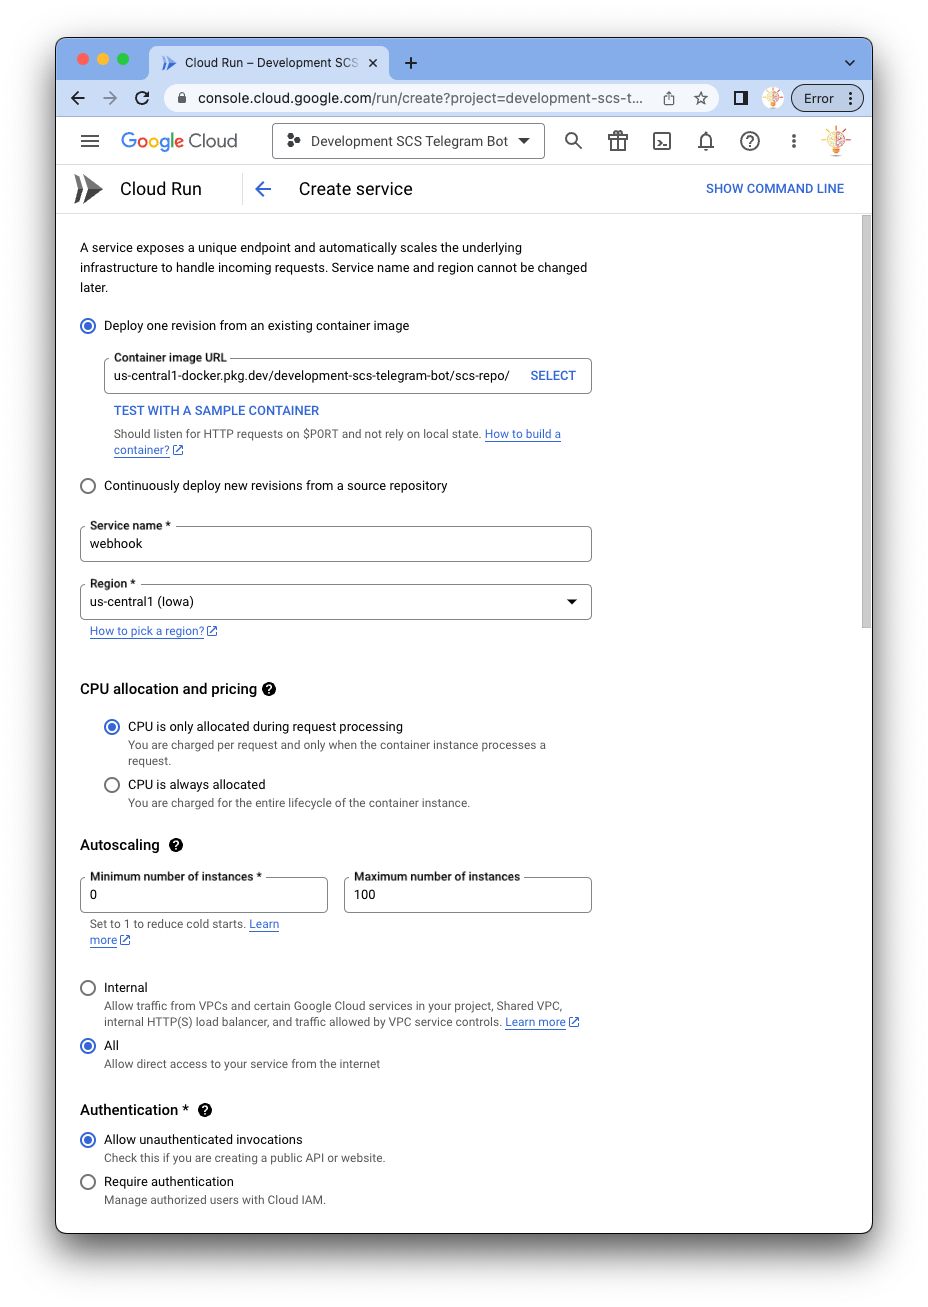 Cloud Run – Development SCS
console.cloud.google.com/run/create?project=development-scs-t...
Error
Google Cloud
Development SCS Telegram Bot
Cloud Run
Create service
SHOW COMMAND LINE
A service exposes a unique endpoint and automatically scales the underlying
infrastructure to handle incoming requests. Service name and region cannot be changed
later.
Deploy one revision from an existing container image
Container image URL
us-central1-docker.pkg.dev/development-scs-telegram-bot/scs-repo/
SELECT
TEST WITH A SAMPLE CONTAINER
Should listen for HTTP requests on $PORT and not rely on local state. How to build a
container?
Continuously deploy new revisions from a source repository
Service name *
webhook
Region *
us-central1 (Iowa)
How to pick a region?
CPU allocation and pricing
CPU is only allocated during request processing
You are charged per request and only when the container instance processes a
request.
CPU is always allocated
You are charged for the entire lifecycle of the container instance.
Autoscaling
Minimum number of instances *
0
Maximum number of instances
100
Set to 1 to reduce cold starts. Learn
more
Internal
Allow traffic from VPCs and certain Google Cloud services in your project, Shared VPC,
internal HTTP(S) load balancer, and traffic allowed by VPC service controls. Learn more
All
Allow direct access to your service from the internet
Authentication *
Allow unauthenticated invocations
Check this if you are creating a public API or website.
Require authentication
Manage authorized users with Cloud IAM.